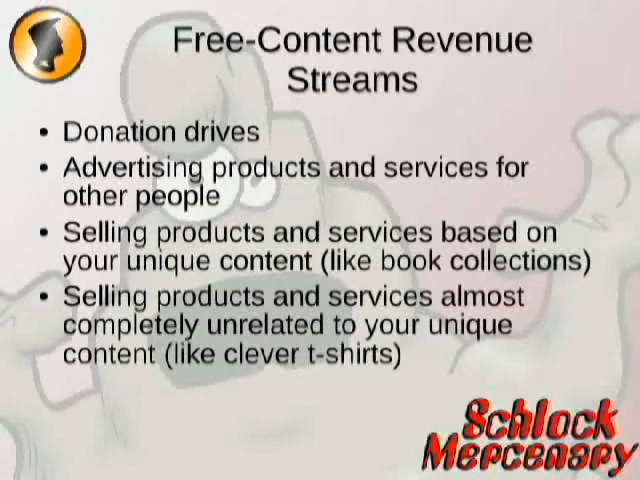 Free-Content Revenue
Streams
• Donation drives
• Advertising products and services for
other people
• Selling products and services based on
your unique content (like book collections)
• Selling products and services almost
completely unrelated to your unique
content (like clever t-shirts)
Schlock
Mercenary